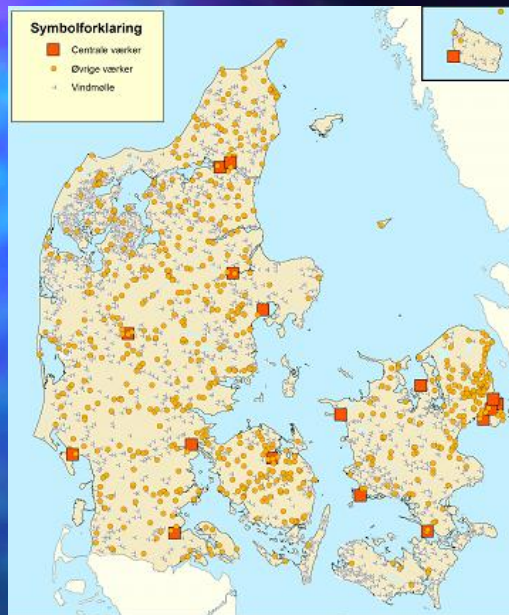 Symbolforklaring
Centrale værker
Øvrige værker
Vindmølle